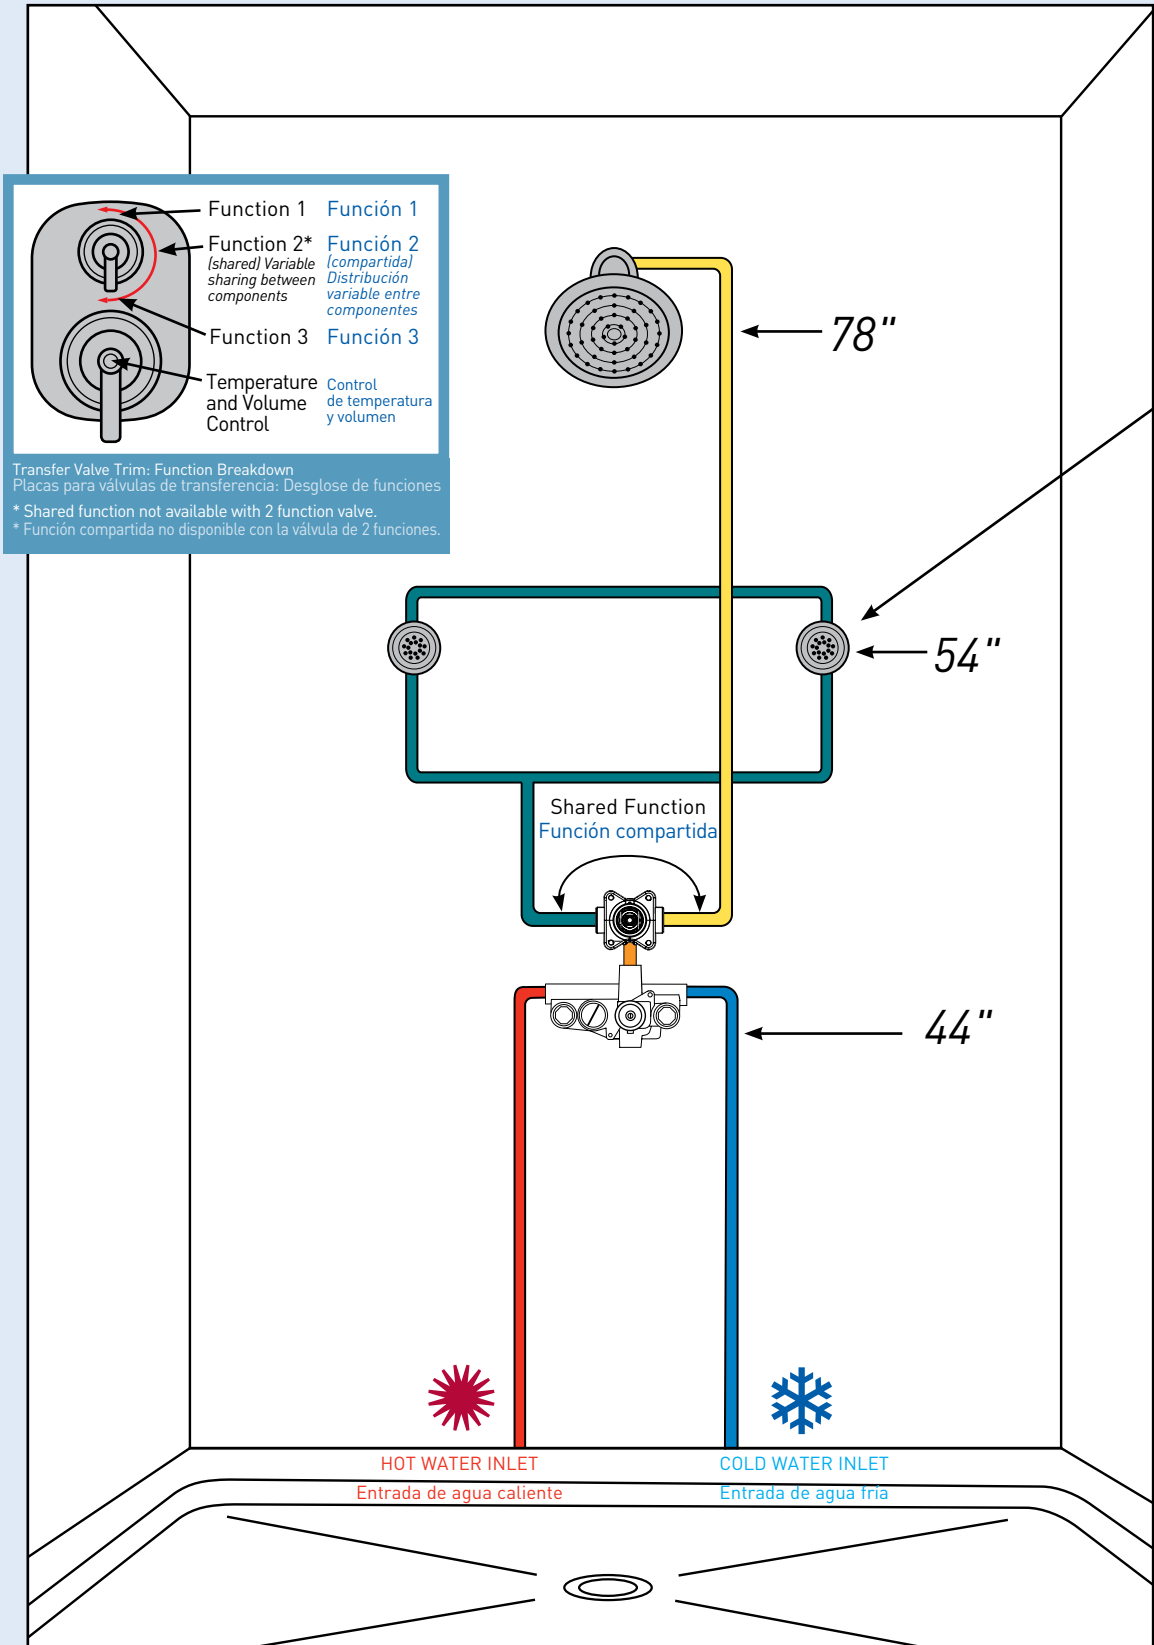 Function 1
Función 1
Function 2*
(shared) Variable
sharing between
components
Función 2
(compartida)
Distribución
variable entre
componentes
Function 3
Función 3
Temperature
and Volume
Control
Control
de temperatura
y volumen
Transfer Valve Trim: Function Breakdown
Placas para válvulas de transferencia: Desglose de funciones
* Shared function not available with 2 function valve.
* Función compartida no disponible con la válvula de 2 funciones.
78"
54"
Shared Function
Función compartida
44"
HOT WATER INLET
Entrada de agua caliente
COLD WATER INLET
Entrada de agua fria